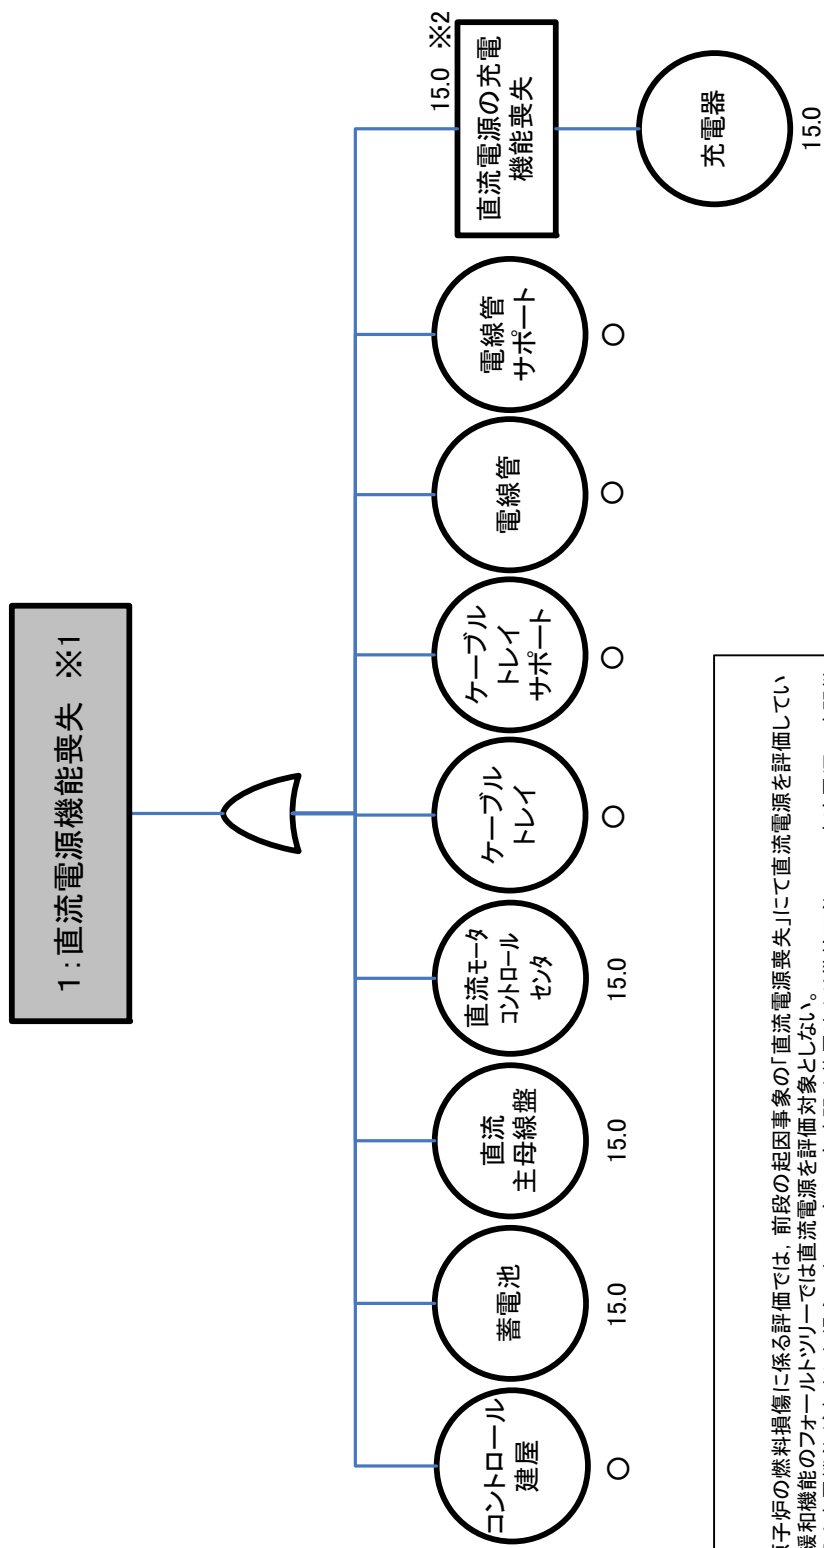 1:直流電源機能喪失 ※1
コントロール
建屋
○
蓄電池
15.0
直流
主母線盤
15.0
直流モータ
コントロール
センタ
15.0
ケーブル
トレイ
○
ケーブル
トレイ
サポート
○
電線管
○
電線管
サポート
○
15.0 ※2
直流電源の充電
機能喪失
充電器
15.0
子炉の燃料損傷に係る評価では，前段の起因事象の「直流電源喪失」にて直流電源を評価してい
緩和機能のフォールトツリーでは直流電源を評価対象としない。